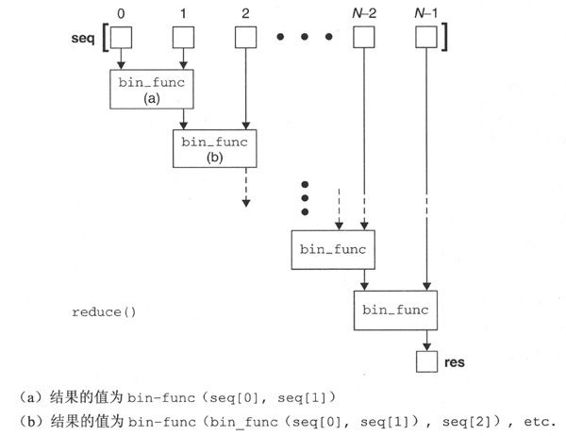 0 1 2 N–2 N–1
seq [ ]
bin_func
(a)
bin_func
(b)
bin_func
reduce()
bin_func
res
(a) 结果的值为 bin-func (seq[0], seq[1])
(b) 结果的值为 bin-func (bin_func (seq[0], seq[1]) , seq[2]) , etc.